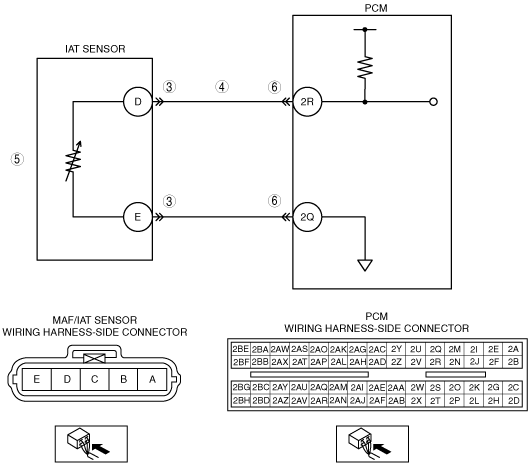 PCM
IAT SENSOR
3 4 6
D 2R
5
3 6
E 2Q
MAF/IAT SENSOR
WIRING HARNESS-SIDE CONNECTOR
E D C B A
PCM
WIRING HARNESS-SIDE CONNECTOR
2BE 2BA 2AW 2AS 2AO 2AK 2AG 2AC 2Y 2U 2Q 2M 2I 2E 2A
2BF 2BB 2AX 2AT 2AP 2AL 2AH 2AD 2Z 2V 2R 2N 2J 2F 2B
2BG 2BC 2AY 2AU 2AQ 2AM 2AI 2AE 2AA 2W 2S 2O 2K 2G 2C
2BH 2BD 2AZ 2AV 2AR 2AN 2AJ 2AF 2AB 2X 2T 2P 2L 2H 2D